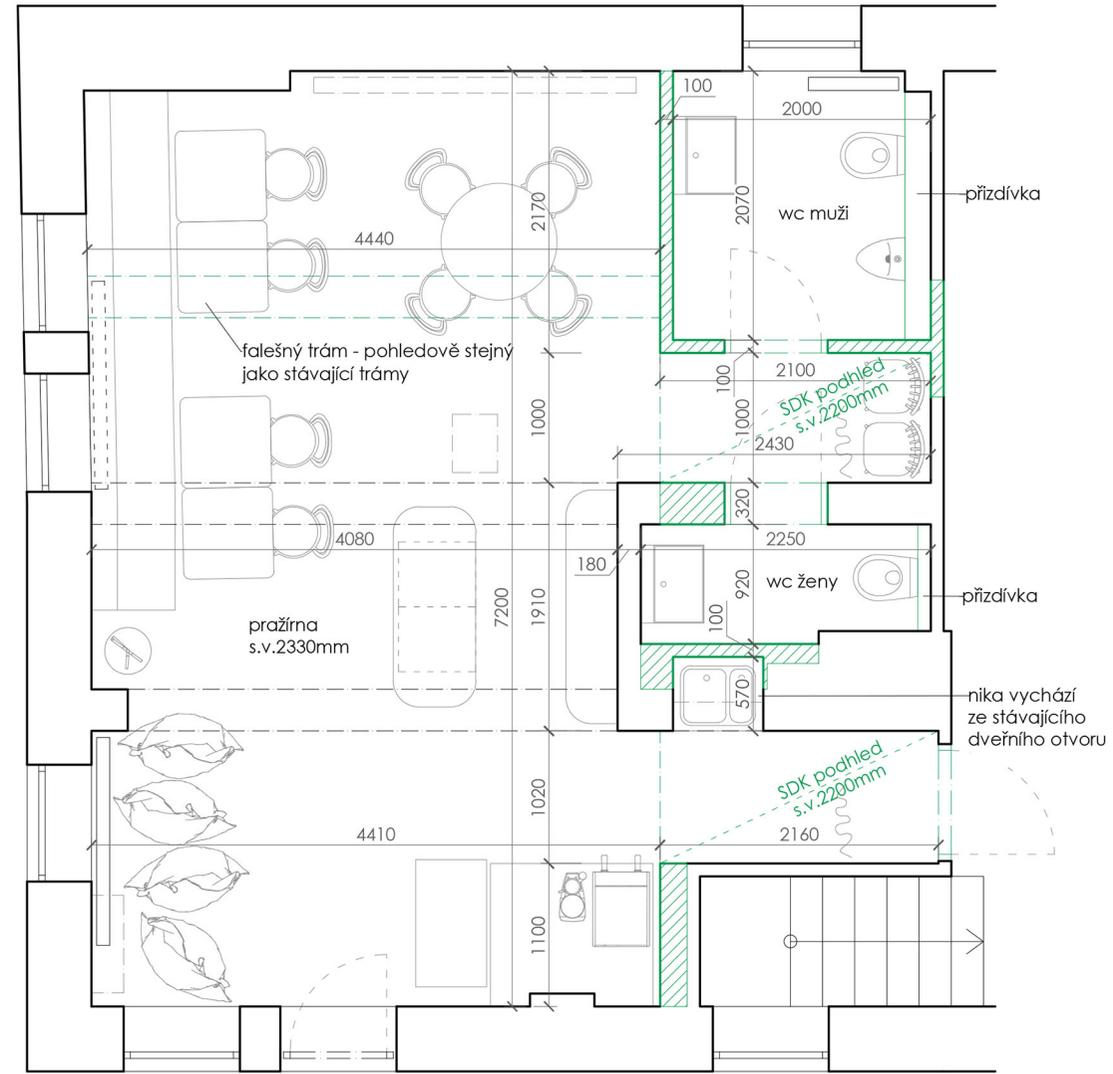 100
2000
2070
wc muži
přizdívka
2170
4440
falešný trám - pohledově stejný
jako stávající trámy
100
2100
SDK podhled
s.v.2200mm
1000
1000
2430
320
4080
180
2250
wc ženy
920
přizdívka
100
7200
1910
pražírna
s.v.2330mm
570
nika vychází
ze stávajícího
dveřního otvoru
SDK podhled
s.v.2200mm
1020
4410
2160
1100